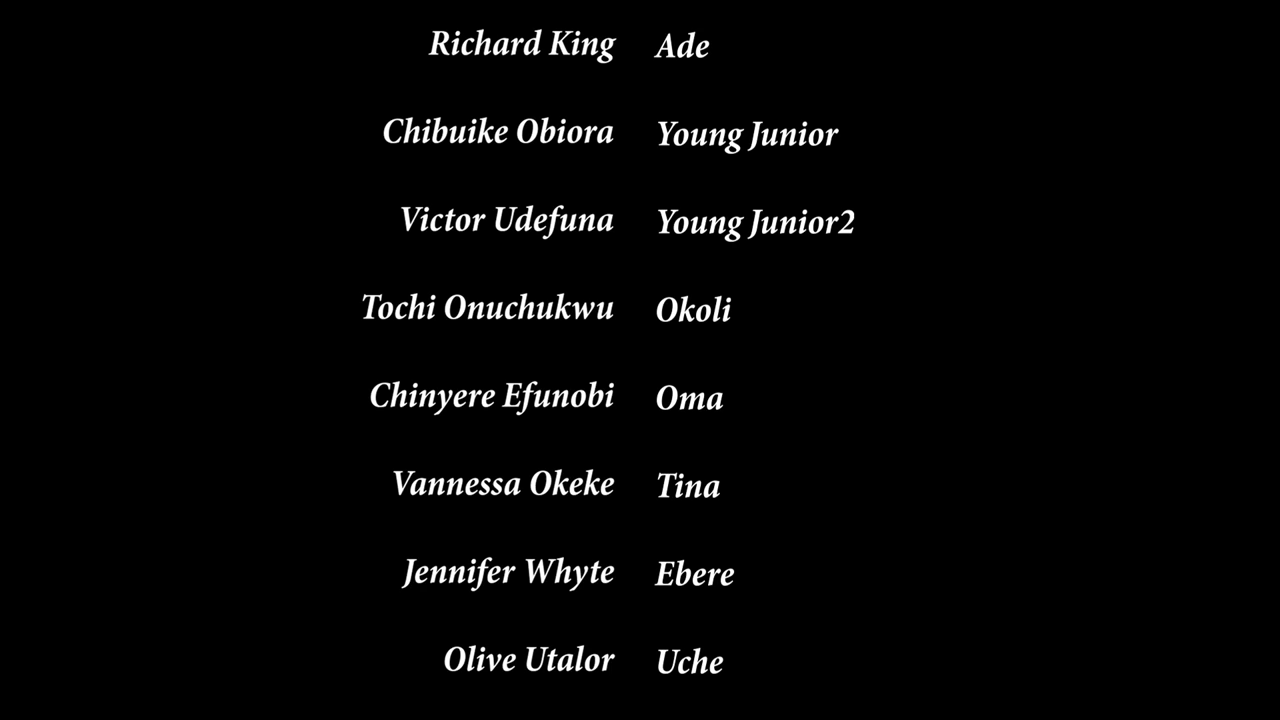 Richard King Ade
Chibuike Obiora Young Junior
Victor Udefuna Young Junior2
Tochi Onuchukwu Okoli
Chinyere Efunobi Oma
Vannessa Okeke Tina
Jennifer Whyte Ebere
Olive Utalor Uche